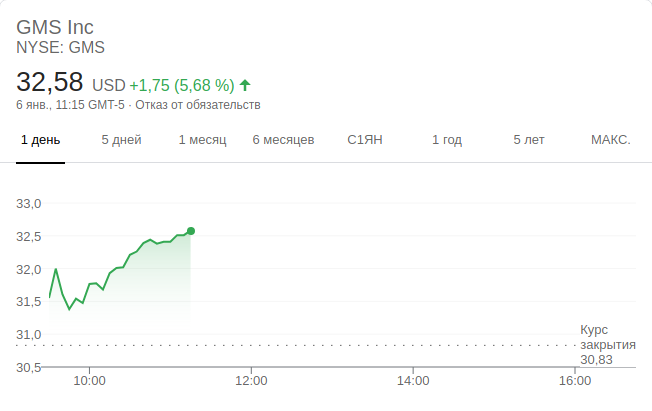 GMS Inc
NYSE: GMS
32,58 USD +1,75 (5,68 %)
6 янв., 11:15 GMT-5 · Отказ от обязательств
1 день 5 дней 1 месяц 6 месяцев С1ЯН 1 год 5 лет МАКС.
33,0
32,5
32,0
31,5
31,0
30,5
Курс
закрытия
30,83
10:00 12:00 14:00 16:00